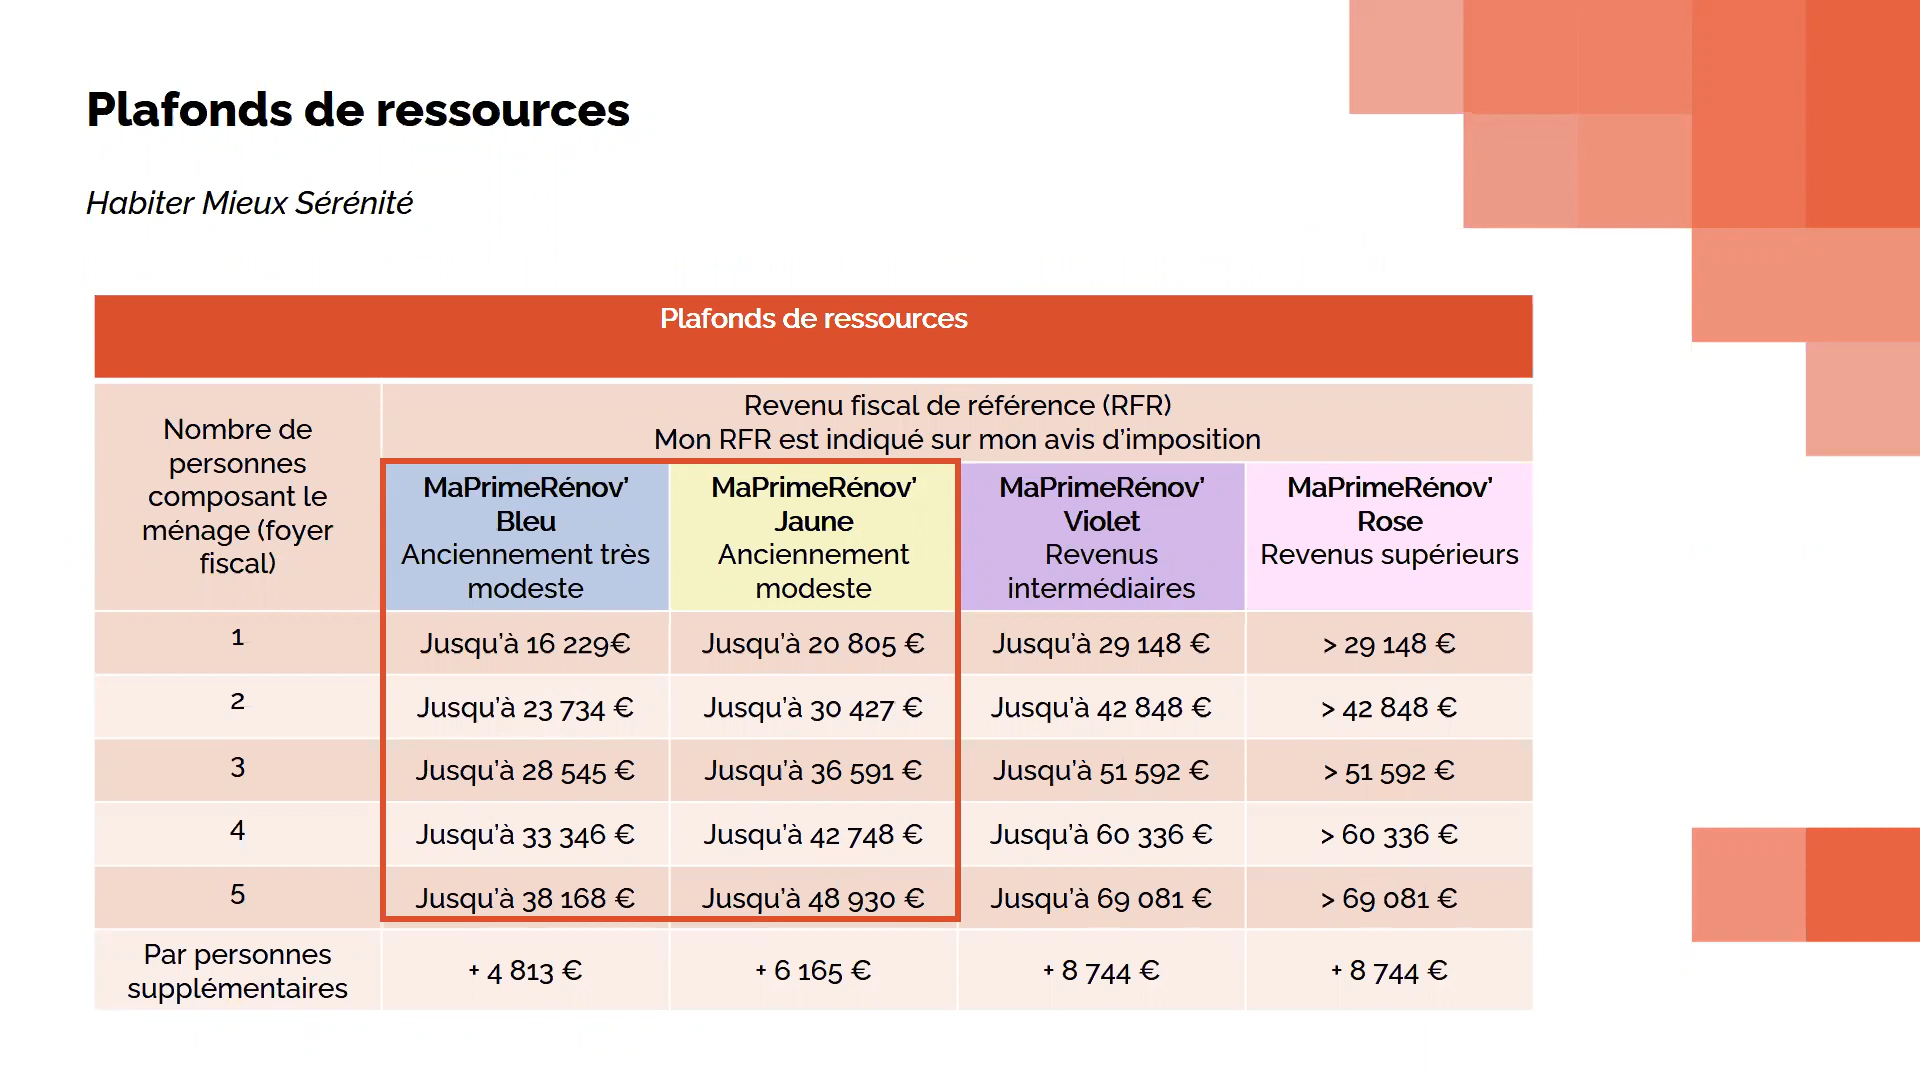 Plafonds de ressources
Habiter Mieux Sérénité
Plafonds de ressources
Nombre de
personnes
composant le
ménage (foyer
fiscal)
Revenu fiscal de référence (RFR)
Mon RFR est indiqué sur mon avis d’imposition
MaPrimeRénov’
Bleu
Anciennement très
modeste
MaPrimeRénov’
Jaune
Anciennement
modeste
MaPrimeRénov’
Violet
Revenus
intermédiaires
MaPrimeRénov’
Rose
Revenus supérieurs
1 Jusqu’à 16 229€ Jusqu’à 20 805 € Jusqu’à 29 148 € > 29 148 €
2 Jusqu’à 23 734 € Jusqu’à 30 427 € Jusqu’à 42 848 € > 42 848 €
3 Jusqu’à 28 545 € Jusqu’à 36 591 € Jusqu’à 51 592 € > 51 592 €
4 Jusqu’à 33 346 € Jusqu’à 42 748 € Jusqu’à 60 336 € > 60 336 €
5 Jusqu’à 38 168 € Jusqu’à 48 930 € Jusqu’à 69 081 € > 69 081 €
Par personnes
supplémentaires
+ 4 813 € + 6 165 € + 8 744 € + 8 744 €